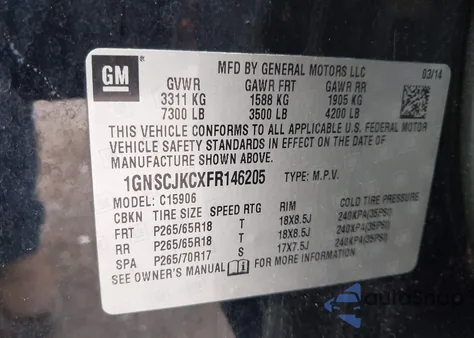 GM
MFD BY GENERAL MOTORS LLC 03/14
GVWR GAWR FRT GAWR RR
3311 KG 1588 KG 1905 KG
7300 LB 3500 LB 4200 LB
THIS VEHICLE CONFORMS TO ALL APPLICABLE U.S. FEDERAL MOTOR
VEHICLE SAFETY STANDARDS IN EFFECT ON THE DATE OF
MANUFACTURE SHOWN ABOVE.
1GNSCJKCXFR146205 TYPE: M.P.V.
MODEL: C15906
CBKN TIRE SIZE SPEED RTG RIM COLD TIRE PRESSURE
FRT P265/65R18 T 18X8.5J 240KPA(35PSI)
RR P265/65R18 T 18X8.5J 240KPA(35PSI)
SPA P265/70R17 S 17X7.5J 240KPA(35PSI)
SEE OWNER'S MANUAL FOR MORE INFORMATION.
AutoSnap